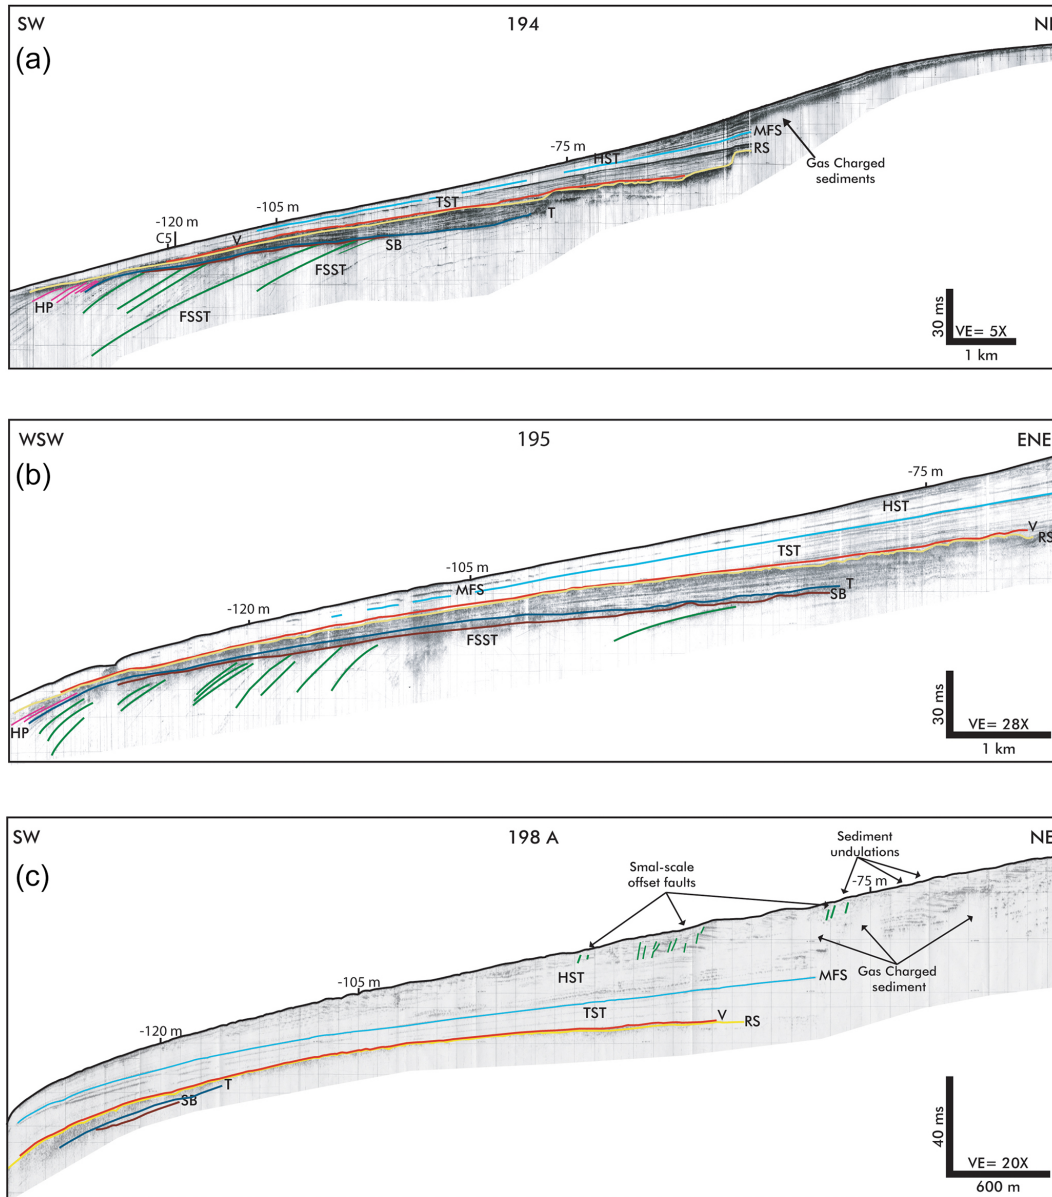 SW 194 NE
(a)
MFS
RS
-75 m
HST
Gas Charged
sediments
-105 m
TST
-120 m
C5
V
T
SB
FSST
HP
FSST
30 ms
VE= 5X
1 km
WSW 195 ENE
(b)
-75 m
HST
V
RS
TST
-105 m
MFS
T
SB
-120 m
FSST
HP
30 ms
VE= 28X
1 km
SW 198 A NE
(c)
Sediment
undulations
Smal-scale
offset faults
-75 m
HST
Gas Charged
sediment
MFS
-105 m
TST
V
RS
-120 m
T
SB
40 ms
VE= 20X
600 m